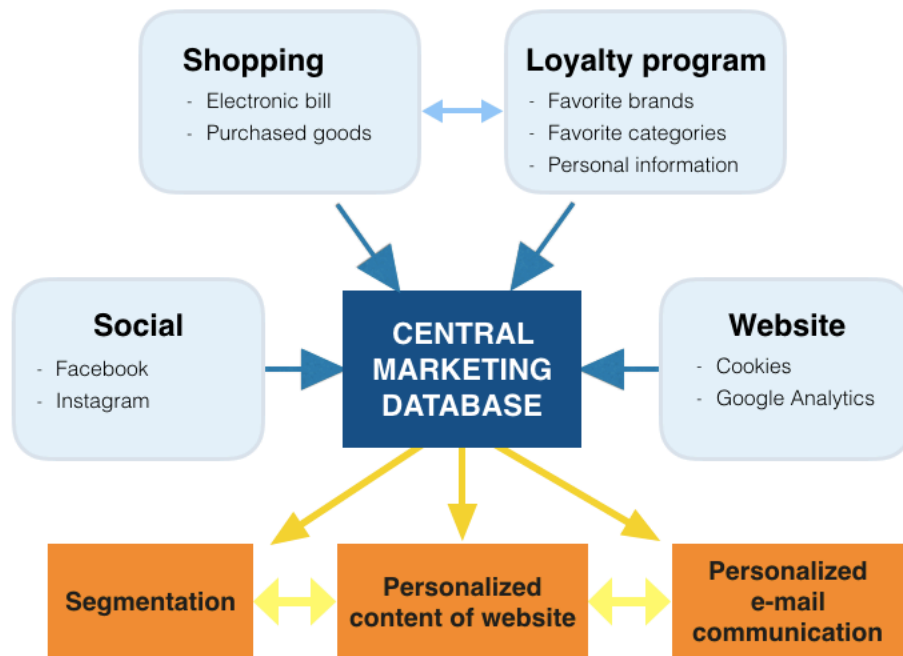 Shopping
- Electronic bill
- Purchased goods
Loyalty program
- Favorite brands
- Favorite categories
- Personal information
Social
- Facebook
- Instagram
CENTRAL
MARKETING
DATABASE
Website
- Cookies
- Google Analytics
Segmentation
Personalized
content of website
Personalized
e-mail
communication